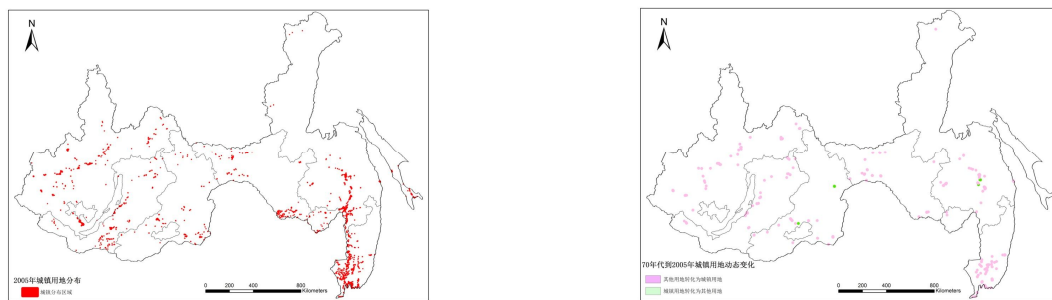 N
2005年城镇用地分布
城镇分布区域
0 200 400 800
Kilometers
N
70年代到2005年城镇用地动态变化
其他用地转化为城镇用地
城镇用地转化为其他用地
0 200 400 800
Kilometers